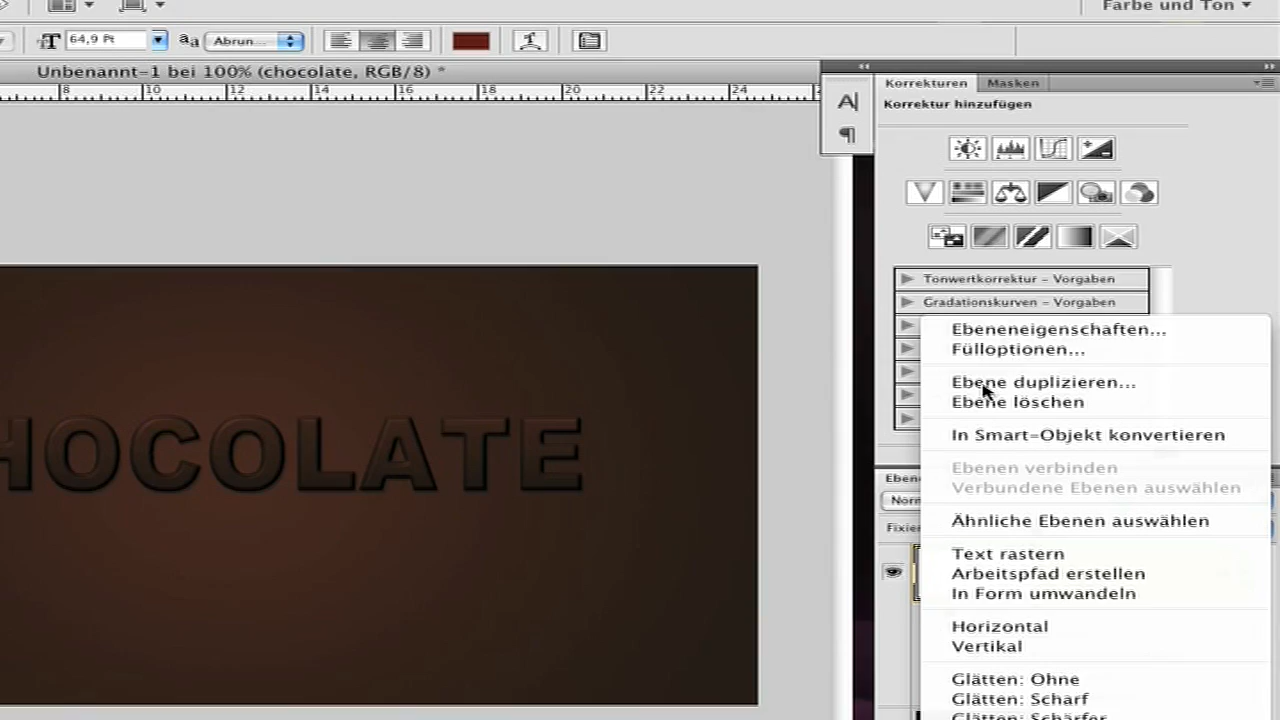 Farbe und Ton
64,9 Pt
aa
Abrun...
Unbenannt-1 bei 100% (chocolate, RGB/8) *
8 10 12 14 16 18 20 22 24
A
Korrekturen Masken
Korrektur hinzufügen
Tonwertkorrektur – Vorgaben
Gradationskurven – Vorgaben
Ebeneneigenschaften...
Fülloptionen...
Ebene duplizieren...
Ebene löschen
In Smart-Objekt konvertieren
Ebenen verbinden
Verbundene Ebenen auswählen
Ähnliche Ebenen auswählen
Text rastern
Arbeitspfad erstellen
In Form umwandeln
Horizontal
Vertikal
Glätten: Ohne
Glätten: Scharf
Glätten: Schärfer
HOCOLATE